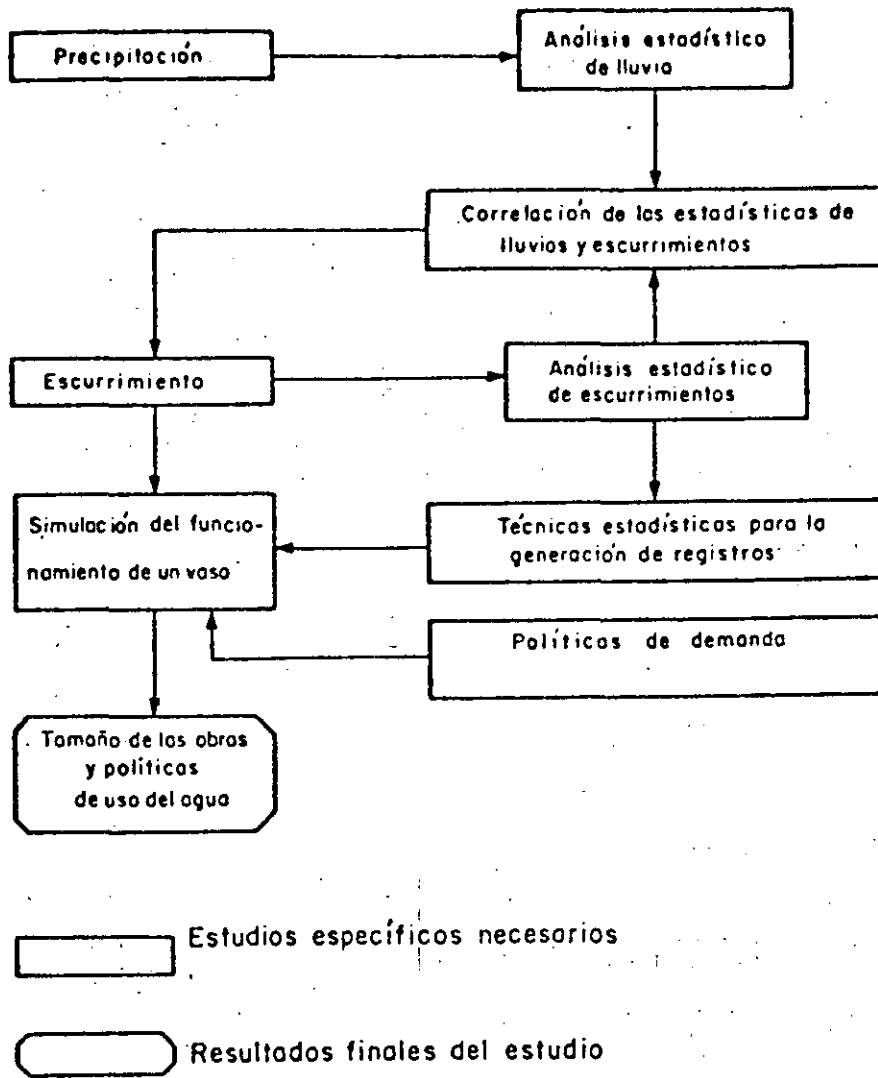 Precipitación
Análisis estadístico
de lluvia
Correlación de las estadísticas de
lluvias y escurrimientos
Escurrimiento
Análisis estadístico
de escurrimientos
Simulación del funcio-
namiento de un vaso
Técnicas estadísticas para la
generación de registros
Políticas de demanda
Tamaño de las obras
y políticas
de uso del agua
Estudios específicos necesarios
Resultados finales del estudio